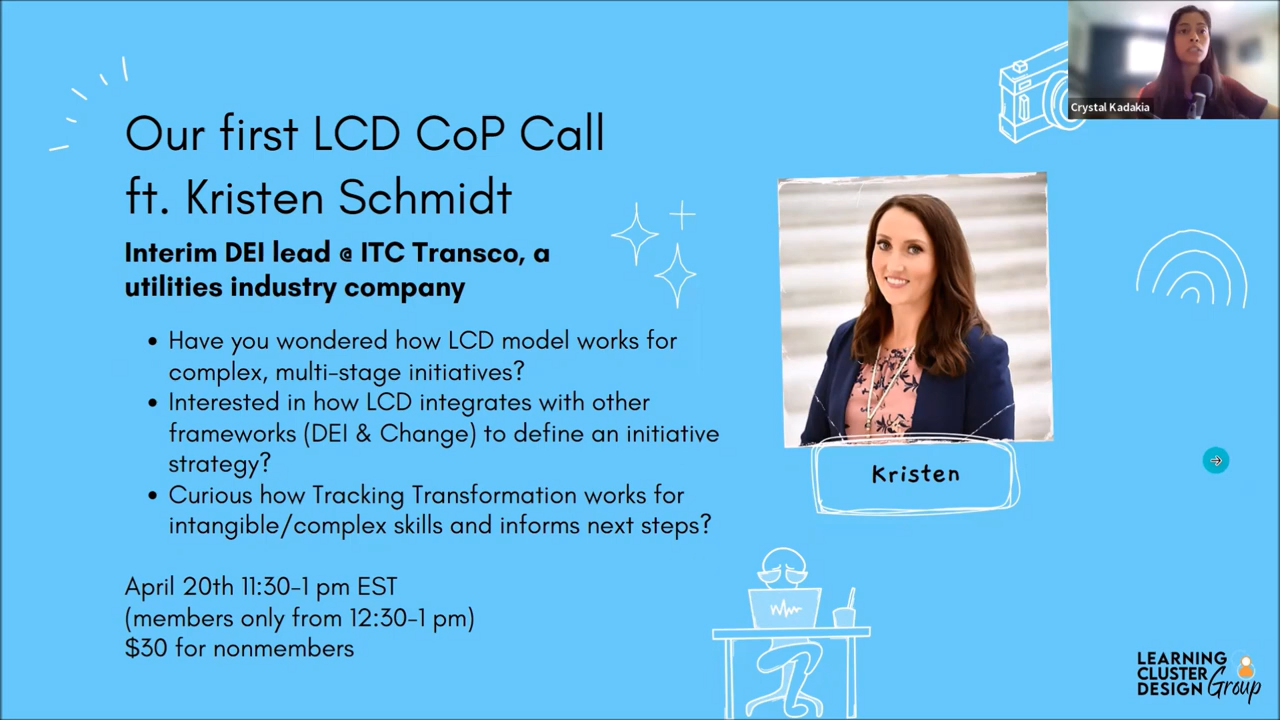 Crystal Kadakia
Our first LCD CoP Call
ft. Kristen Schmidt
Interim DEI lead @ ITC Transco, a
utilities industry company
• Have you wondered how LCD model works for
complex, multi-stage initiatives?
• Interested in how LCD integrates with other
frameworks (DEI & Change) to define an initiative
strategy?
• Curious how Tracking Transformation works for
intangible/complex skills and informs next steps?
April 20th 11:30-1 pm EST
(members only from 12:30-1 pm)
$30 for nonmembers
Kristen
LEARNING
CLUSTER
DESIGN Group